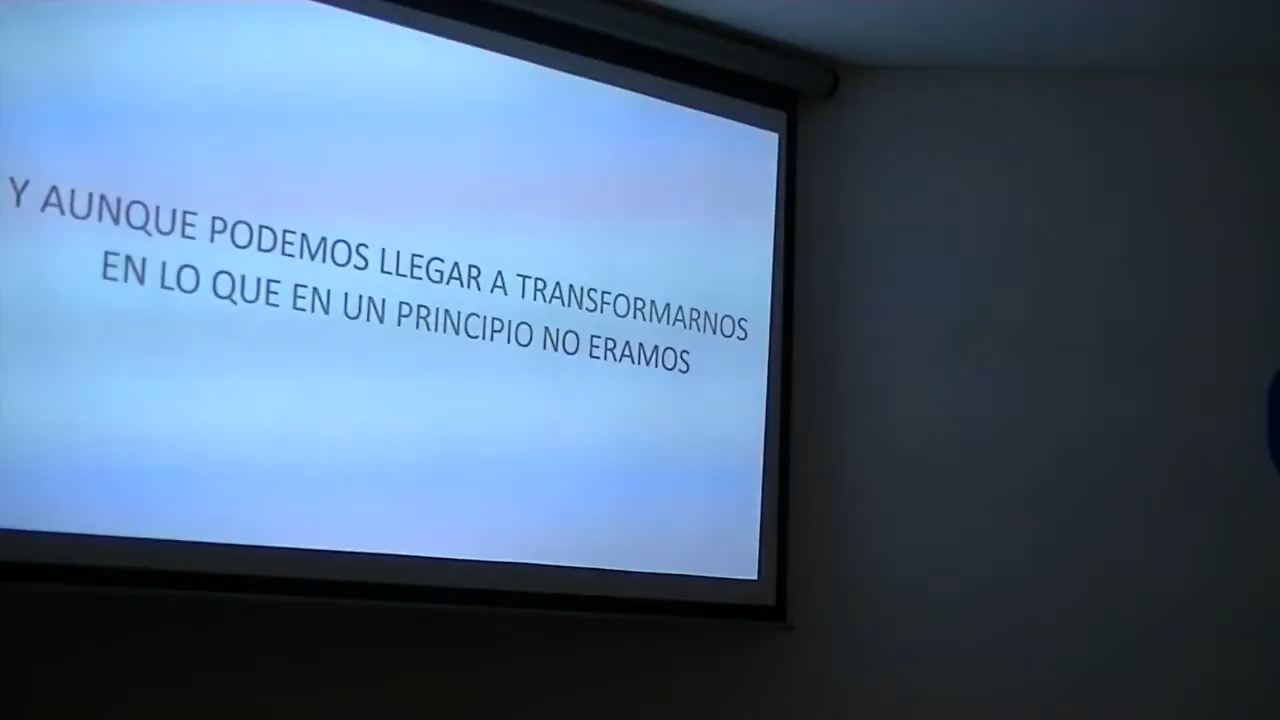 Y AUNQUE PODEMOS LLEGAR A TRANSFORMARNOS
EN LO QUE EN UN PRINCIPIO NO ERAMOS